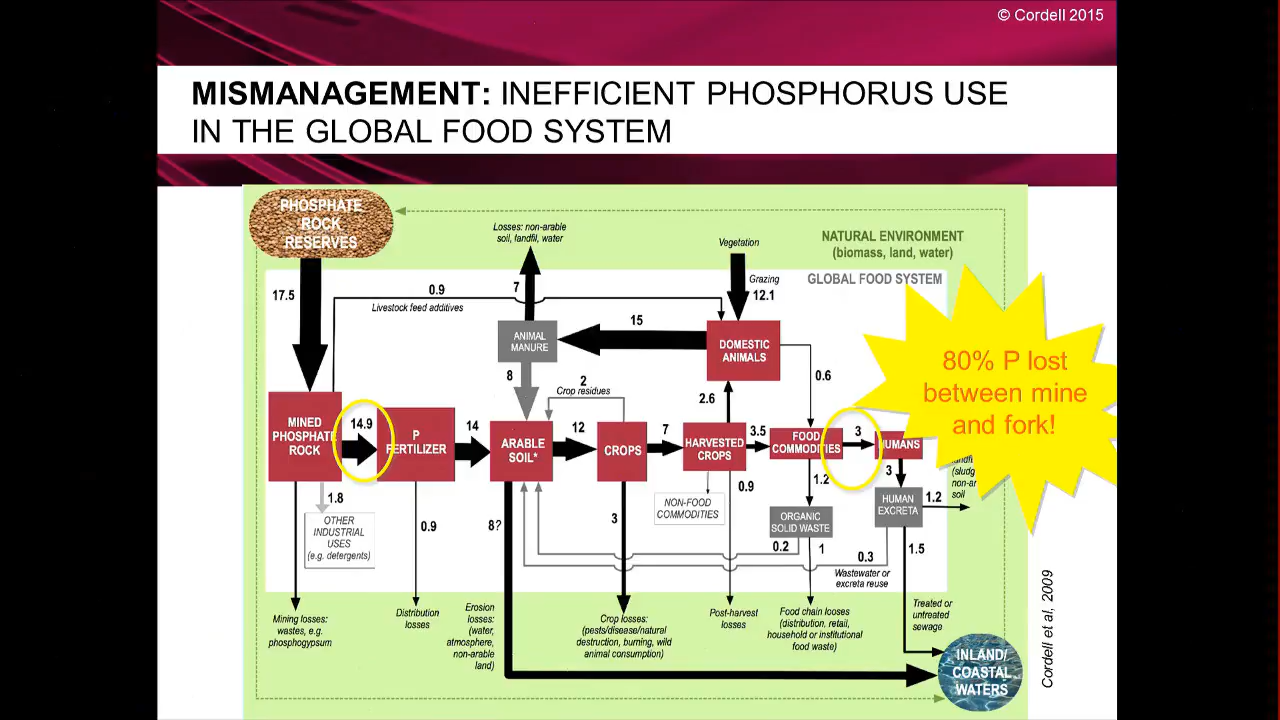 © Cordell 2015
MISMANAGEMENT: INEFFICIENT PHOSPHORUS USE
IN THE GLOBAL FOOD SYSTEM
PHOSPHATE
ROCK
RESERVES
Losses: non-arable
soil, landfil, water
Vegetation
NATURAL ENVIRONMENT
(biomass, land, water)
GLOBAL FOOD SYSTEM
17.5
0.9
Livestock feed additives
7
Grazing
12.1
15
ANIMAL
MANURE
DOMESTIC
ANIMALS
80% P lost
between mine
and fork!
8
2
Crop residues
2.6
0.6
MINED
PHOSPHATE
ROCK
14.9
P
FERTILIZER
14
ARABLE
SOIL*
12
CROPS
7
HARVESTED
CROPS
3.5
FOOD
COMMODITIES
3
UMANS
1.8
OTHER
INDUSTRIAL
USES
(e.g. detergents)
0.9
8?
3
NON-FOOD
COMMODITIES
0.9
1.2
ORGANIC
SOLID WASTE
3
HUMAN
EXCRETA
1.2
(sludg
non-ar
soil
0.2
1
0.3
1.5
Wastewater or
excreta reuse
Mining losses:
wastes, e.g.
phosphogypsum
Distribution
losses
Erosion
losses:
(water,
atmosphere,
non-arable
land)
Crop losses:
(pests/disease/natural
destruction, burning, wild
animal consumption)
Post-harvest
losses
Food chain losses
(distribution, retail,
household or institutional
food waste)
Treated or
untreated
sewage
INLAND/
COASTAL
WATERS
Cordell et al, 2009